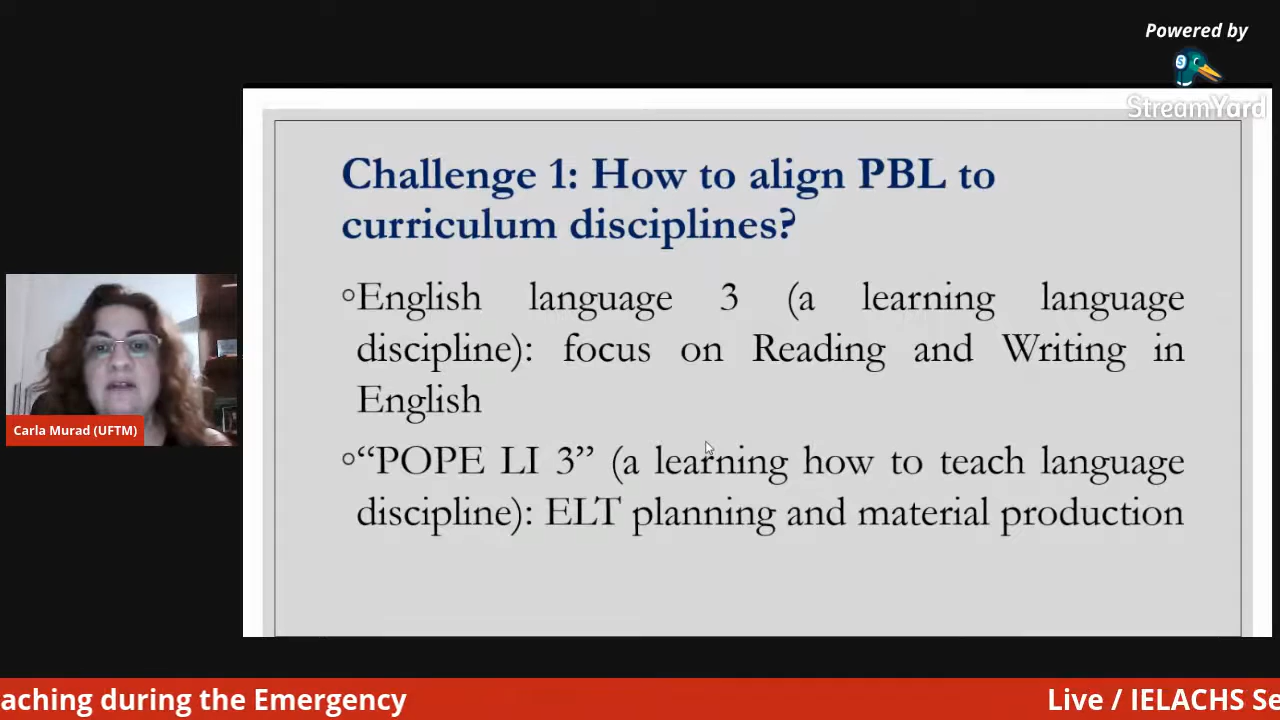 Powered by
StreamYard
Challenge 1: How to align PBL to
curriculum disciplines?
◦English language 3 (a learning language
discipline): focus on Reading and Writing in
English
◦“POPE LI 3” (a learning how to teach language
discipline): ELT planning and material production
Carla Murad (UFTM)
aching during the Emergency
Live / IELACHS Se